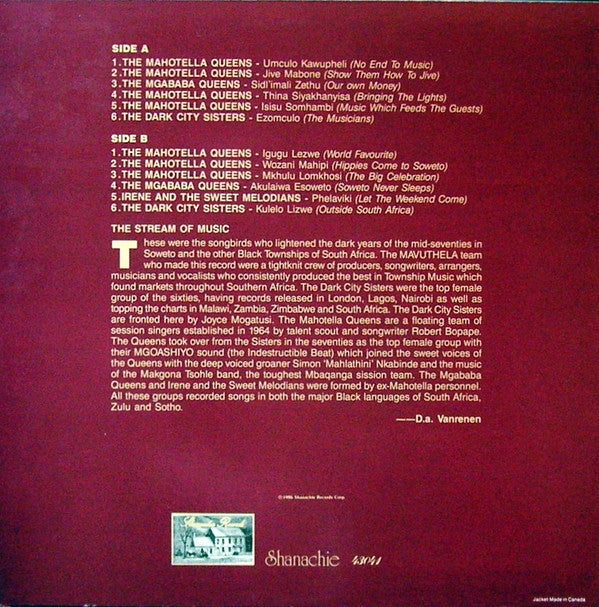 SIDE A
1.THE MAHOTELLA QUEENS - Umculo Kawupheli (No End To Music)
2.THE MAHOTELLA QUEENS - Jive Mabone (Show Them How To Jive)
3.THE MGABABA QUEENS - Sidl'imali Zethu (Our own Money)
4.THE MAHOTELLA QUEENS - Thina Siyakhanyisa (Bringing The Lights)
5.THE MAHOTELLA QUEENS - Isisu Somhambi (Music Which Feeds The Guests)
6.THE DARK CITY SISTERS - Ezomculo (The Musicians)
SIDE B
1.THE MAHOTELLA QUEENS - Igugu Lezwe (World Favourite)
2.THE MAHOTELLA QUEENS - Wozani Mahipi (Hippies Come to Soweto)
3.THE MAHOTELLA QUEENS - Mkhulu Lomkhosi (The Big Celebration)
4.THE MGABABA QUEENS - Akulaiwa Esoweto (Soweto Never Sleeps)
5.IRENE AND THE SWEET MELODIANS - Phelaviki (Let The Weekend Come)
6.THE DARK CITY SISTERS - Kulelo Lizwe (Outside South Africa)
THE STREAM OF MUSIC
These were the songbirds who lightened the dark years of the mid-seventies in
Soweto and the other Black Townships of South Africa. The MAVUTHELA team
who made this record were a tightknit crew of producers, songwriters, arrangers,
musicians and vocalists who consistently produced the best in Township Music which
found markets throughout Southern Africa. The Dark City Sisters were the top female
group of the sixties, having records released in London, Lagos, Nairobi as well as
topping the charts in Malawi, Zambia, Zimbabwe and South Africa. The Dark City Sisters
are fronted here by Joyce Mogatusi. The Mahotella Queens are a floating team of
session singers established in 1964 by talent scout and songwriter Robert Bopape.
The Queens took over from the Sisters in the seventies as the top female group with
their MGOASHIYO sound (the Indestructible Beat) which joined the sweet voices of
the Queens with the deep voiced groaner Simon 'Mahlathini' Nkabinde and the music
of the Makgona Tsohle band, the toughest Mbaqanga sission team. The Mgababa
Queens and Irene and the Sweet Melodians were formed by ex-Mahotella personnel.
All these groups recorded songs in both the major Black languages of South Africa,
Zulu and Sotho.
——D.a. Vanrenen
©1986 Shanachie Records Corp.
Shanachie 43041
Jacket Made in Canada